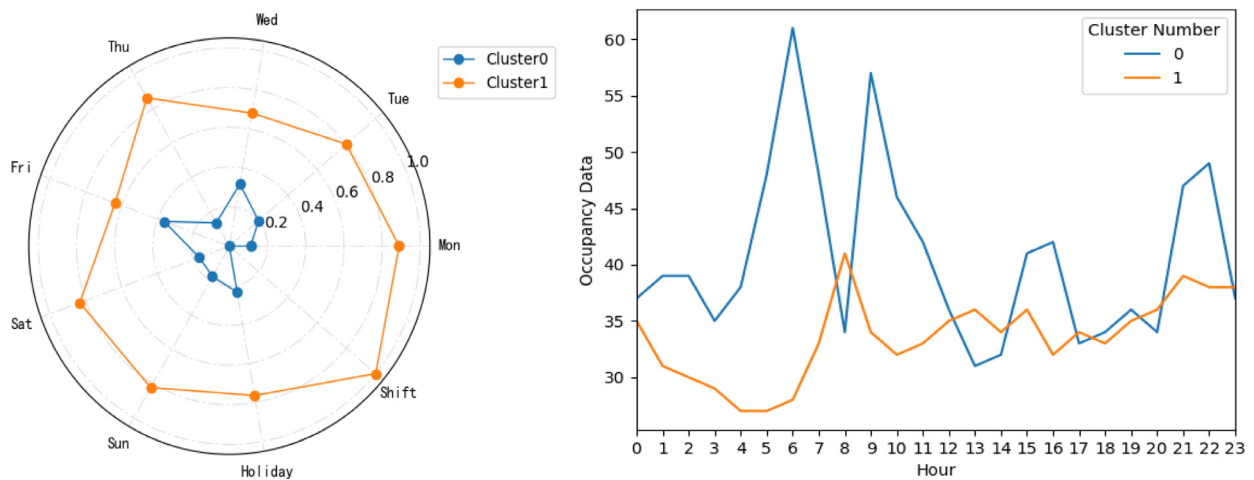 Wed
Thu
Tue
Fri
Mon
Sat
Shift
Sun
Holiday
0.2
0.4
0.6
0.8
1.0
Cluster0
Cluster1
60
55
50
45
40
35
30
Occupancy Data
Cluster Number
0
1
0 1 2 3 4 5 6 7 8 9 10 11 12 13 14 15 16 17 18 19 20 21 22 23
Hour